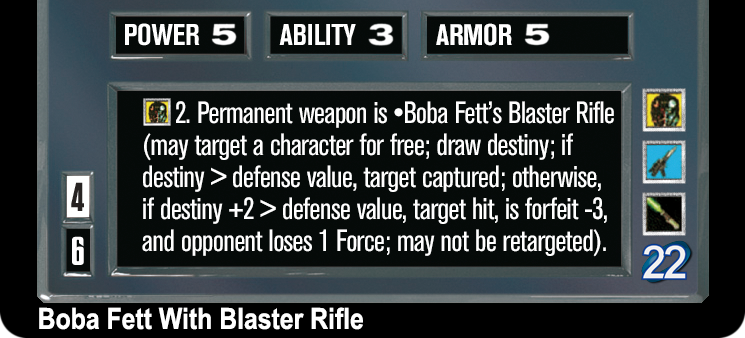 POWER 5 ABILITY 3 ARMOR 5
2. Permanent weapon is •Boba Fett's Blaster Rifle
(may target a character for free; draw destiny; if
destiny > defense value, target captured; otherwise,
if destiny +2 > defense value, target hit, is forfeit -3,
and opponent loses 1 Force; may not be retargeted).
4
6
22
Boba Fett With Blaster Rifle